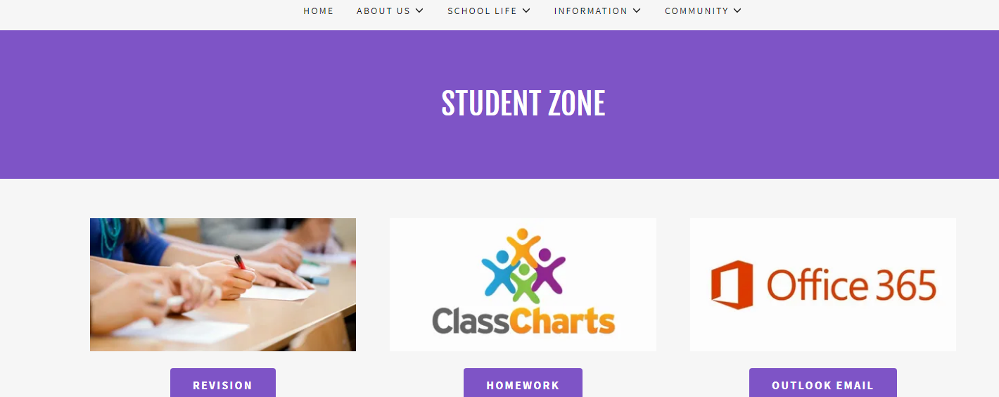 HOME ABOUT US SCHOOL LIFE INFORMATION COMMUNITY
STUDENT ZONE
ClassCharts
Office 365
REVISION
HOMEWORK
OUTLOOK EMAIL